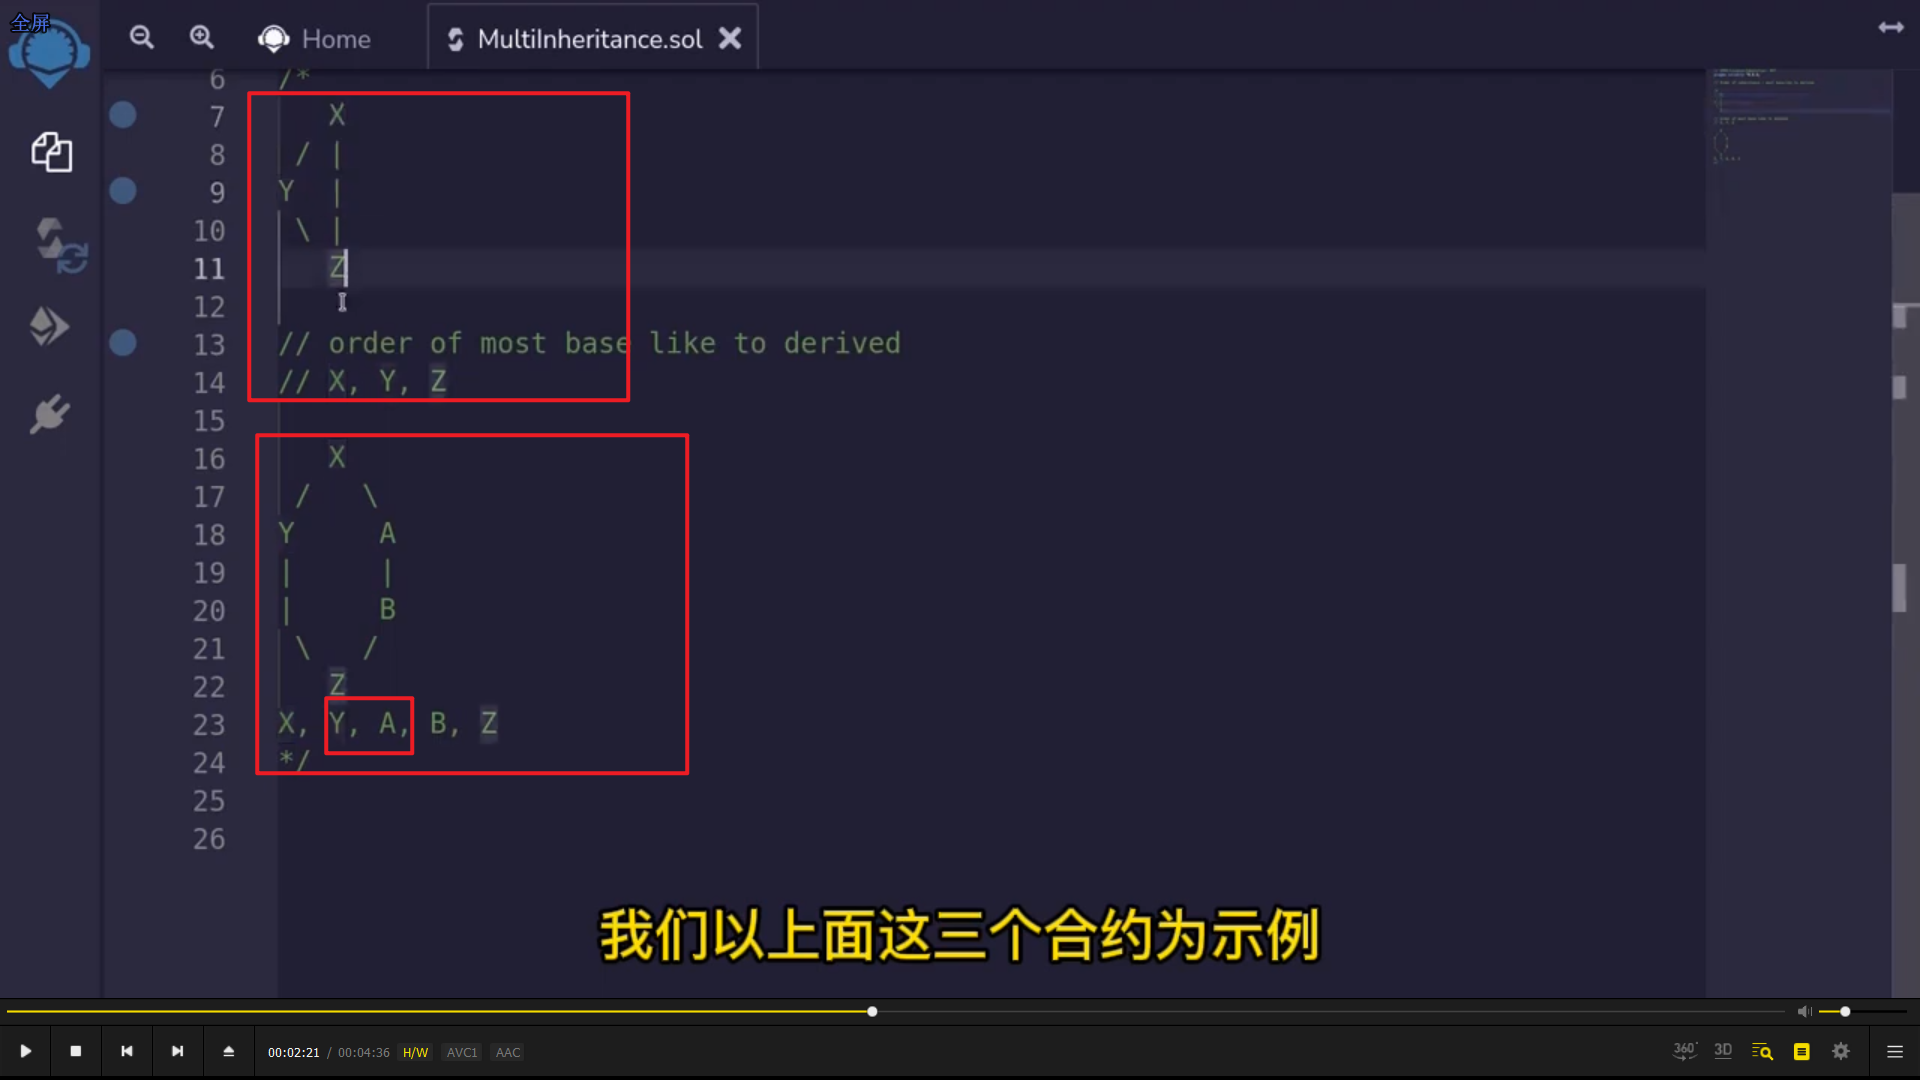 全屏
Home
MultiInheritance.sol
6 /*
7 X
8 / |
9 Y |
10 \ |
11 Z
12
13 // order of most base like to derived
14 // X, Y, Z
15
16 X
17 / \
18 Y A
19 | |
20 | B
21 \ /
22 Z
23 X, Y, A, B, Z
24 */
25
26
我们以上面这三个合约为示例
00:02:21 / 00:04:36 H/W AVC1 AAC
360° 3D